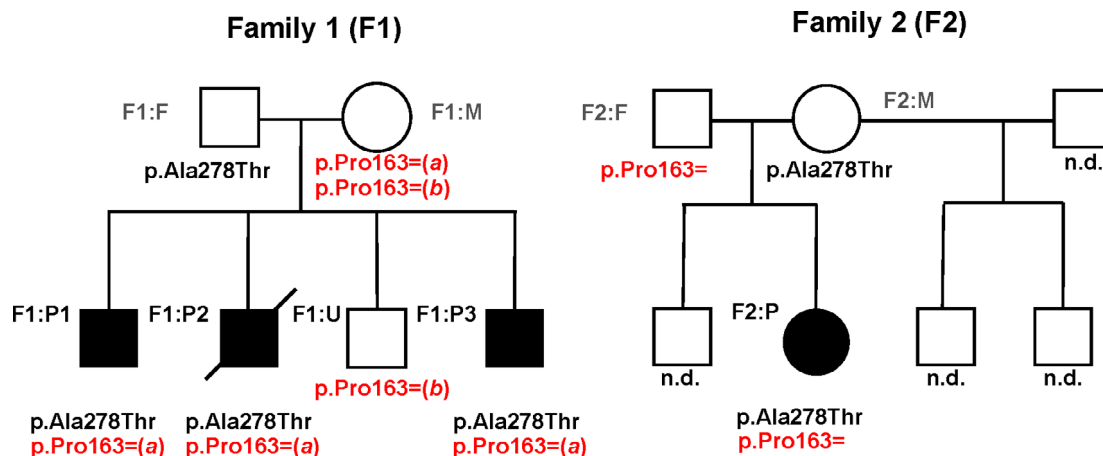 Family 1 (F1)
Family 2 (F2)
F1:F
F1:M
F2:F
F2:M
p.Ala278Thr
p.Pro163=(a)
p.Pro163=(b)
p.Pro163=
p.Ala278Thr
n.d.
F1:P1
F1:P2
F1:U
F1:P3
F2:P
p.Pro163=(b)
n.d.
n.d.
n.d.
p.Ala278Thr
p.Pro163=(a)
p.Ala278Thr
p.Pro163=(a)
p.Ala278Thr
p.Pro163=(a)
p.Ala278Thr
p.Pro163=